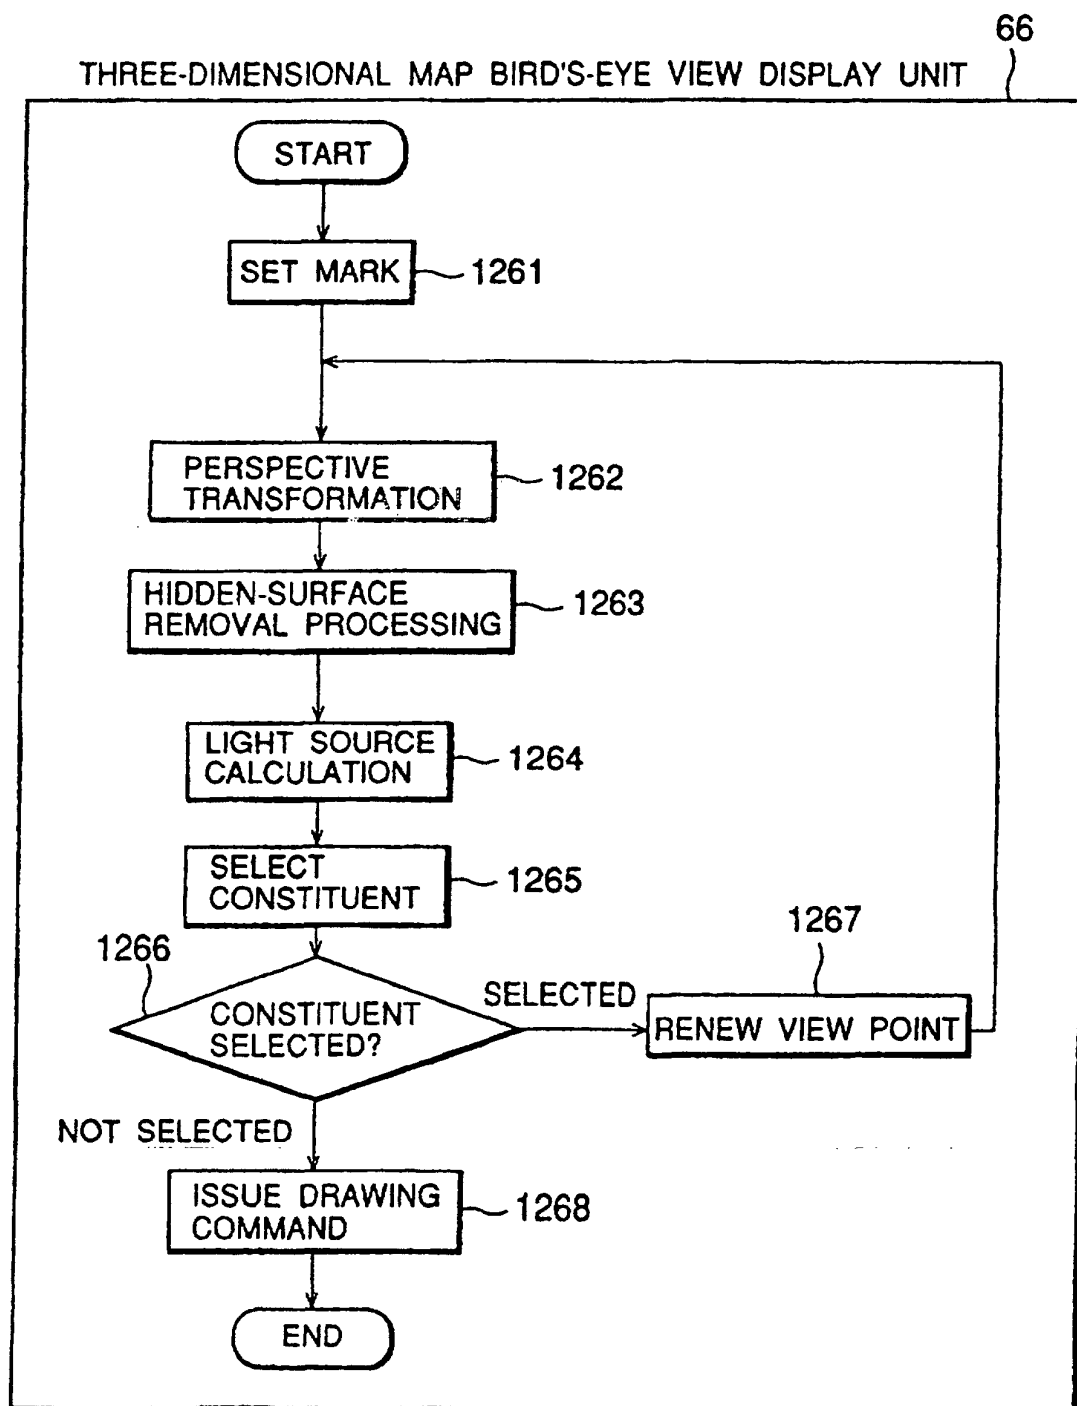 66
THREE-DIMENSIONAL MAP BIRD'S-EYE VIEW DISPLAY UNIT
START
SET MARK
1261
PERSPECTIVE
TRANSFORMATION
1262
HIDDEN-SURFACE
REMOVAL PROCESSING
1263
LIGHT SOURCE
CALCULATION
1264
SELECT
CONSTITUENT
1265
1266
CONSTITUENT
SELECTED?
SELECTED
1267
RENEW VIEW POINT
NOT SELECTED
ISSUE DRAWING
COMMAND
1268
END